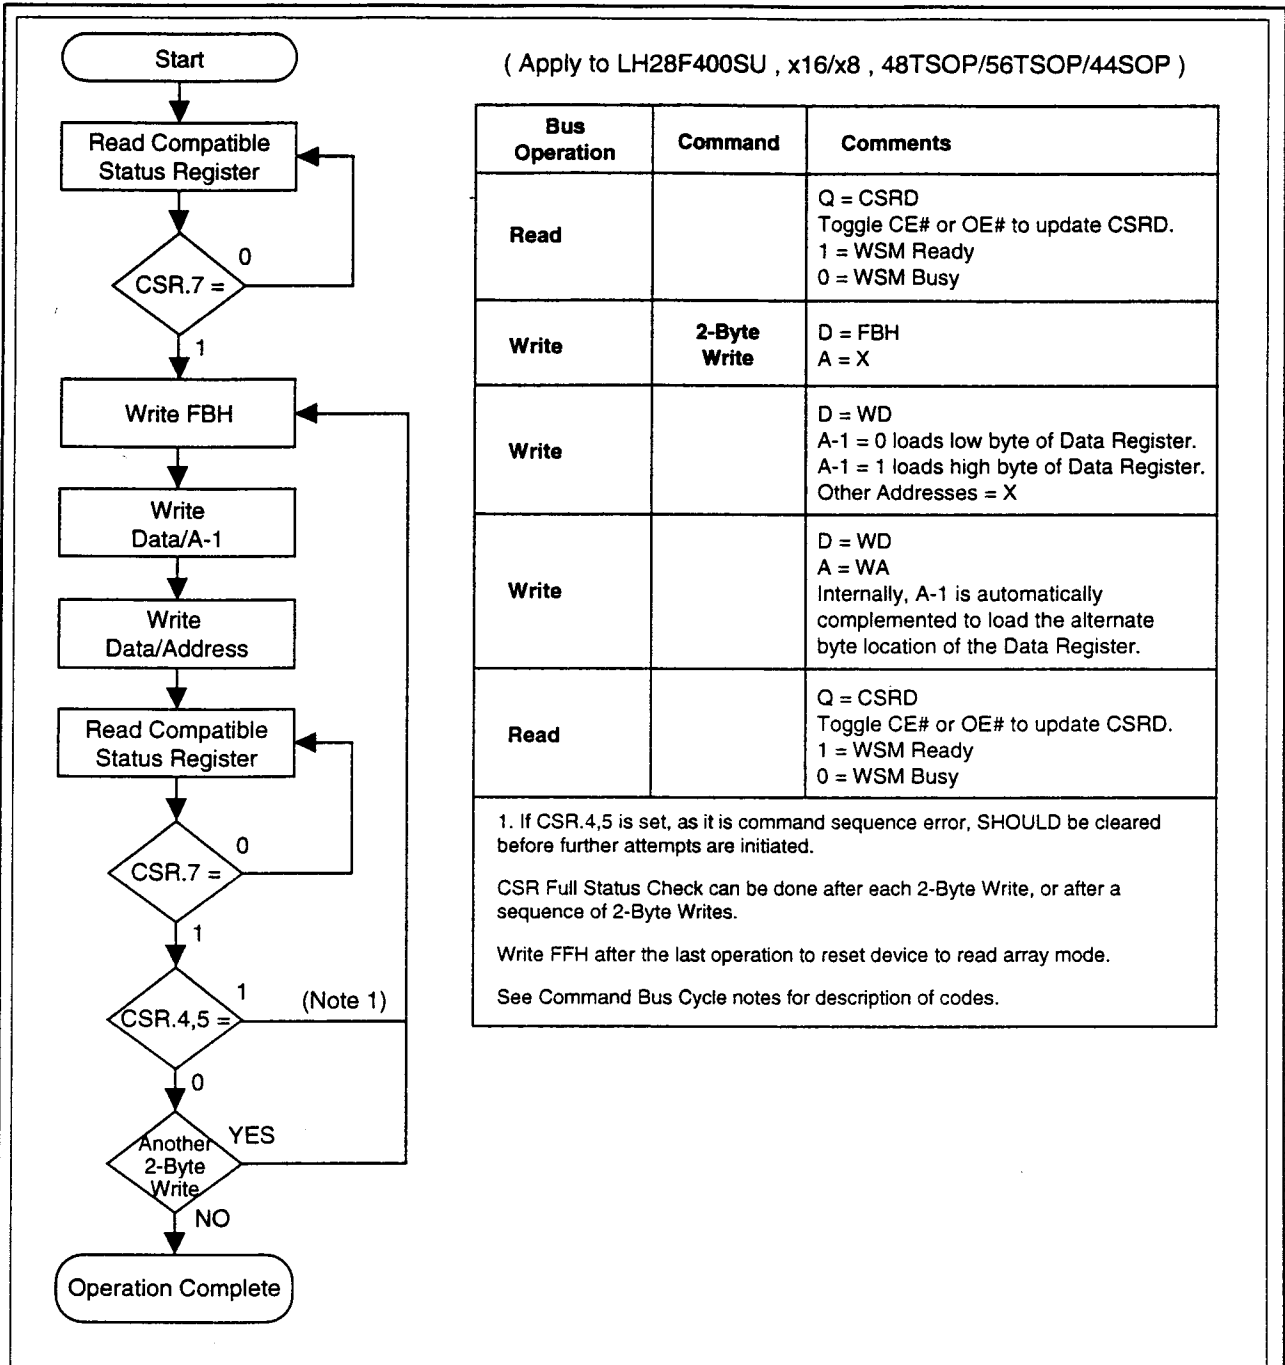 Start
Read Compatible
Status Register
0
CSR.7 =
1
Write FBH
Write
Data/A-1
Write
Data/Address
Read Compatible
Status Register
0
CSR.7 =
1
1
(Note 1)
CSR.4,5 =
0
YES
Another
2-Byte
Write
NO
Operation Complete
( Apply to LH28F400SU , x16/x8 , 48TSOP/56TSOP/44SOP )
Bus
Operation
Command
Comments
Read
Q = CSRD
Toggle CE# or OE# to update CSRD.
1 = WSM Ready
0 = WSM Busy
Write
2-Byte
Write
D = FBH
A = X
Write
D = WD
A-1 = 0 loads low byte of Data Register.
A-1 = 1 loads high byte of Data Register.
Other Addresses = X
Write
D = WD
A = WA
Internally, A-1 is automatically
complemented to load the alternate
byte location of the Data Register.
Read
Q = CSRD
Toggle CE# or OE# to update CSRD.
1 = WSM Ready
0 = WSM Busy
1. If CSR.4,5 is set, as it is command sequence error, SHOULD be cleared
before further attempts are initiated.
CSR Full Status Check can be done after each 2-Byte Write, or after a
sequence of 2-Byte Writes.
Write FFH after the last operation to reset device to read array mode.
See Command Bus Cycle notes for description of codes.